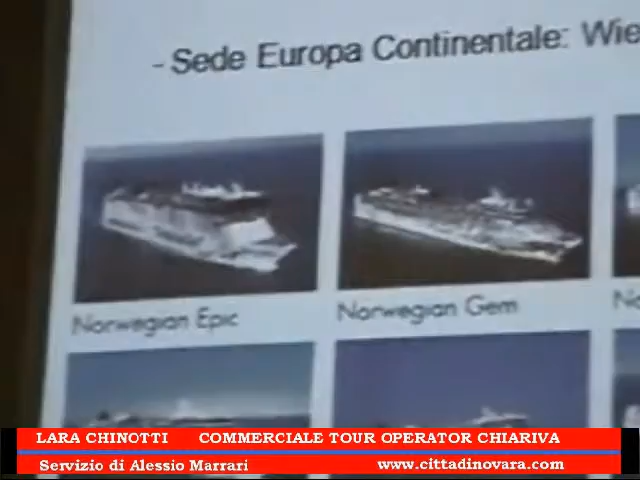 - Sede Europa Continentale:
Norwegian Epic
Norwegian Gem
LARA CHINOTTI COMMERCIALE TOUR OPERATOR CHIARIVA
Servizio di Alessio Marrari www.cittadinovara.com